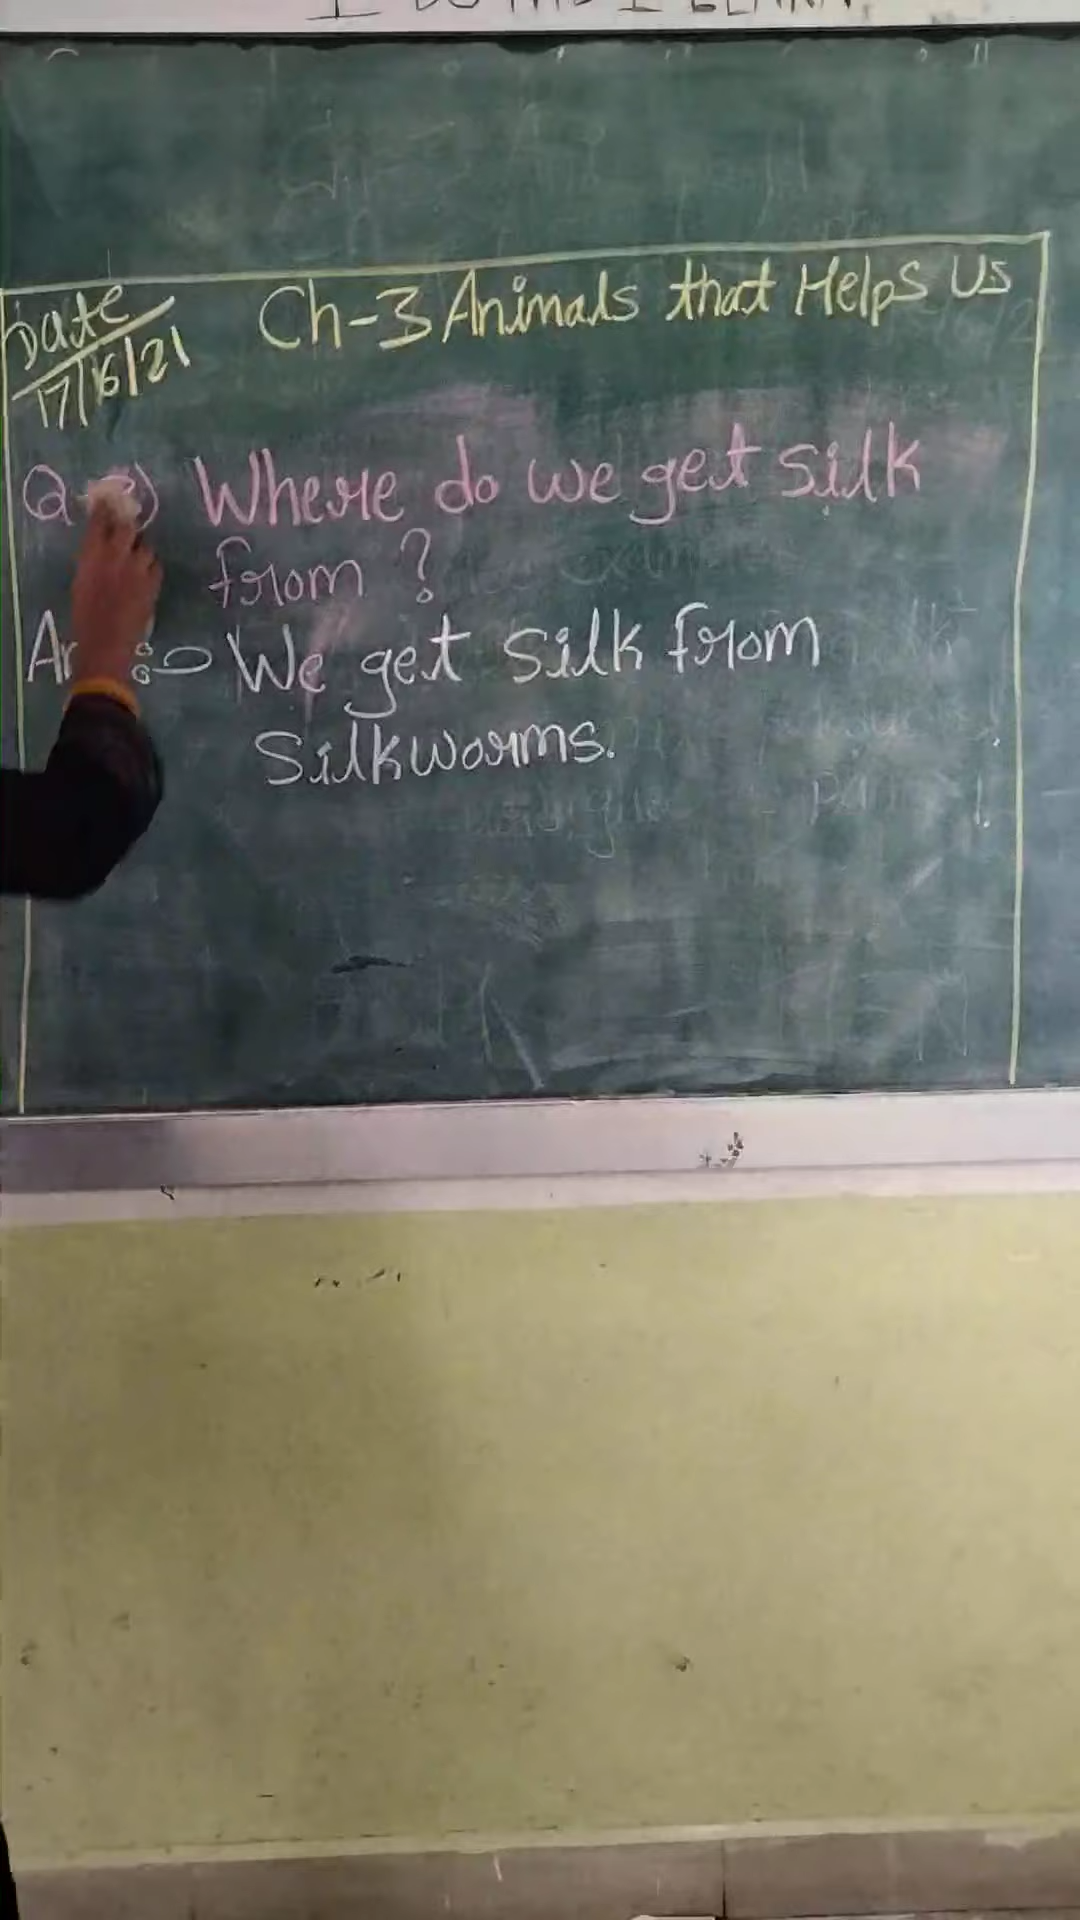 Date
17/16/21
Ch-3 Animals that Helps Us
Where do we get silk
from ?
We get silk from
Silkworms.